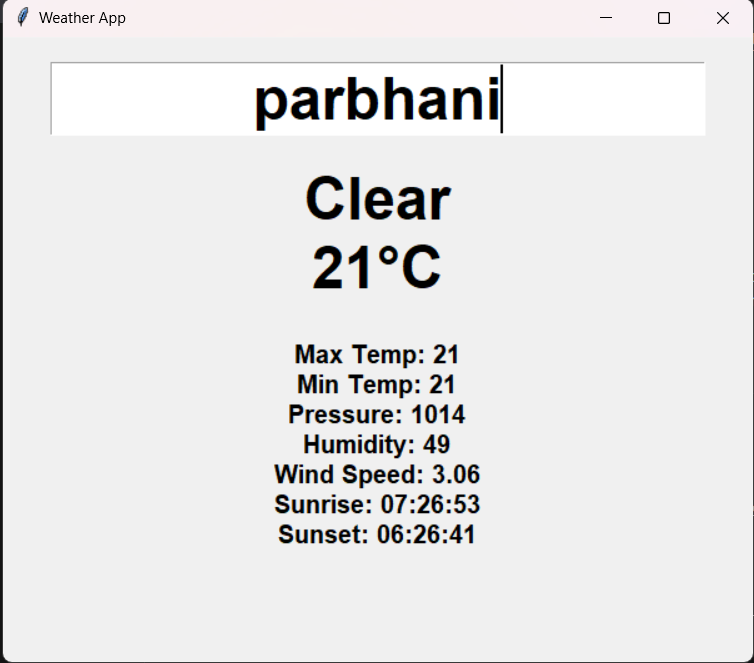 Weather App
parbhani
Clear
21°C
Max Temp: 21
Min Temp: 21
Pressure: 1014
Humidity: 49
Wind Speed: 3.06
Sunrise: 07:26:53
Sunset: 06:26:41